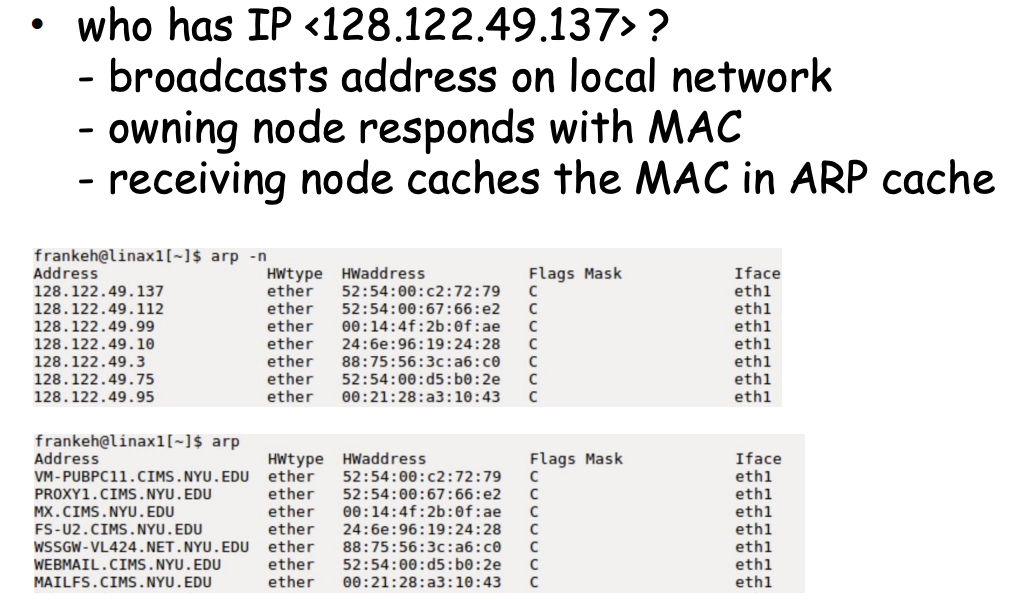 • who has IP <128.122.49.137> ?
- broadcasts address on local network
- owning node responds with MAC
- receiving node caches the MAC in ARP cache
frankeh@linax1[~]$ arp -n
Address HWtype HWaddress Flags Mask Iface
128.122.49.137 ether 52:54:00:c2:72:79 C eth1
128.122.49.112 ether 52:54:00:67:66:e2 C eth1
128.122.49.99 ether 00:14:4f:2b:0f:ae C eth1
128.122.49.10 ether 24:6e:96:19:24:28 C eth1
128.122.49.3 ether 88:75:56:3c:a6:c0 C eth1
128.122.49.75 ether 52:54:00:d5:b0:2e C eth1
128.122.49.95 ether 00:21:28:a3:10:43 C eth1
frankeh@linax1[~]$ arp
Address HWtype HWaddress Flags Mask Iface
VM-PUBPC11.CIMS.NYU.EDU ether 52:54:00:c2:72:79 C eth1
PROXY1.CIMS.NYU.EDU ether 52:54:00:67:66:e2 C eth1
MX.CIMS.NYU.EDU ether 00:14:4f:2b:0f:ae C eth1
FS-U2.CIMS.NYU.EDU ether 24:6e:96:19:24:28 C eth1
WSSGW-VL424.NET.NYU.EDU ether 88:75:56:3c:a6:c0 C eth1
WEBMAIL.CIMS.NYU.EDU ether 52:54:00:d5:b0:2e C eth1
MAILFS.CIMS.NYU.EDU ether 00:21:28:a3:10:43 C eth1